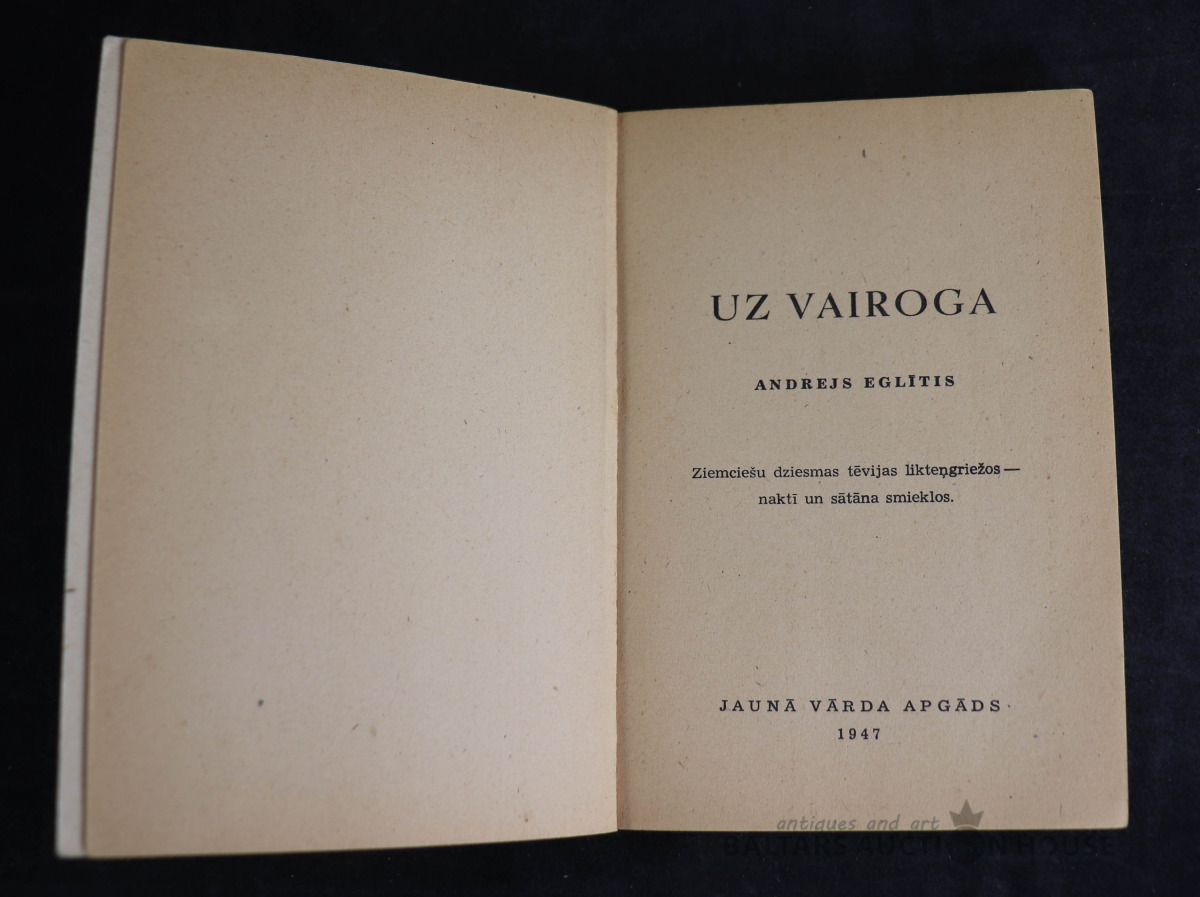 UZ VAIROGA
ANDREJS EGLĪTIS
Ziemciešu dziesmas tēvijas likteņgriežos —
naktī un sātāna smieklos.
JAUNĀ VĀRDA APGĀDS
1947
antiques and art
BALTARS AUCTION HOUSE